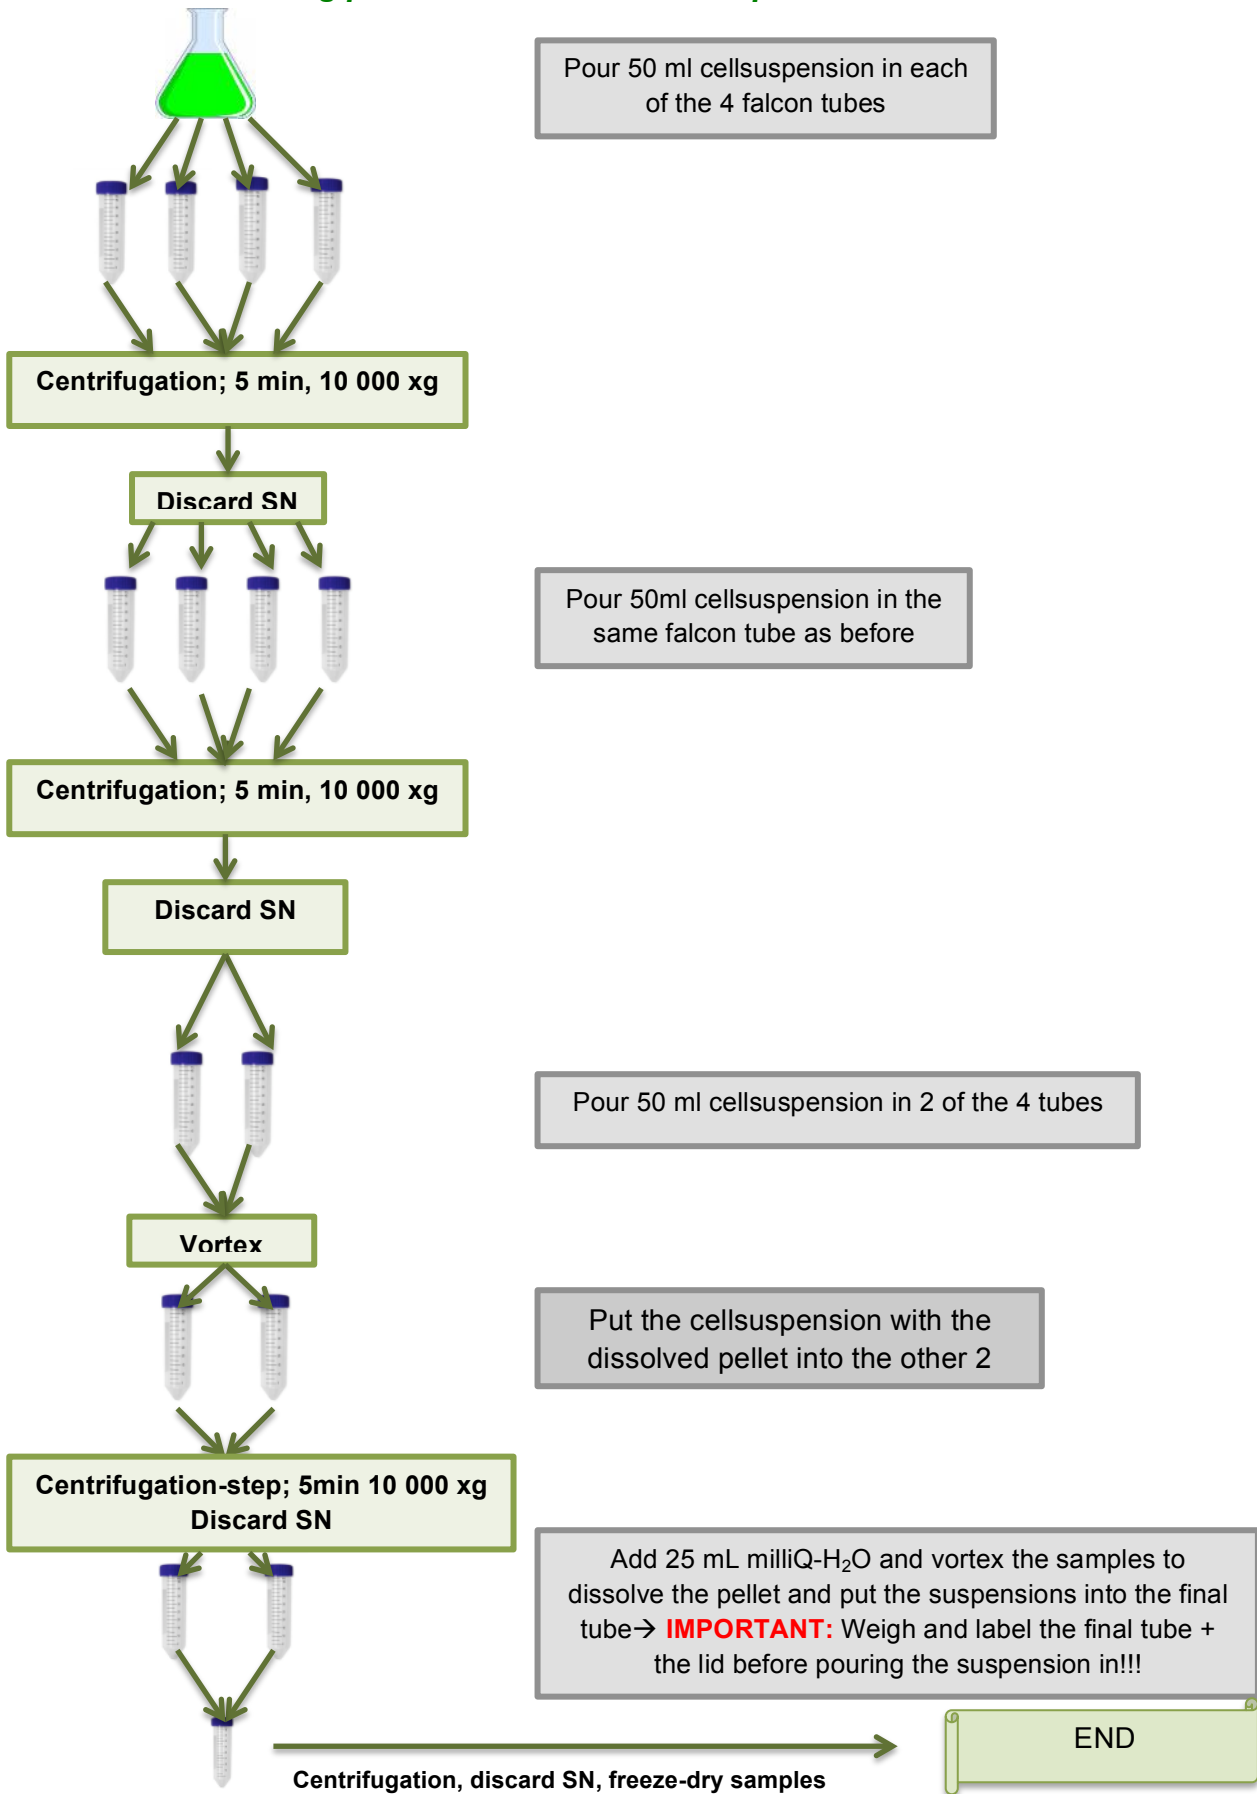 Pour 50 ml cellsuspension in each
of the 4 falcon tubes
Centrifugation; 5 min, 10 000 xg
Discard SN
Pour 50ml cellsuspension in the
same falcon tube as before
Centrifugation; 5 min, 10 000 xg
Discard SN
Pour 50 ml cellsuspension in 2 of the 4 tubes
Vortex
Put the cellsuspension with the
dissolved pellet into the other 2
Centrifugation-step; 5min 10 000 xg
Discard SN
Add 25 mL milliQ-H₂O and vortex the samples to
dissolve the pellet and put the suspensions into the final
tube→ IMPORTANT: Weigh and label the final tube +
the lid before pouring the suspension in!!!
END
Centrifugation, discard SN, freeze-dry samples